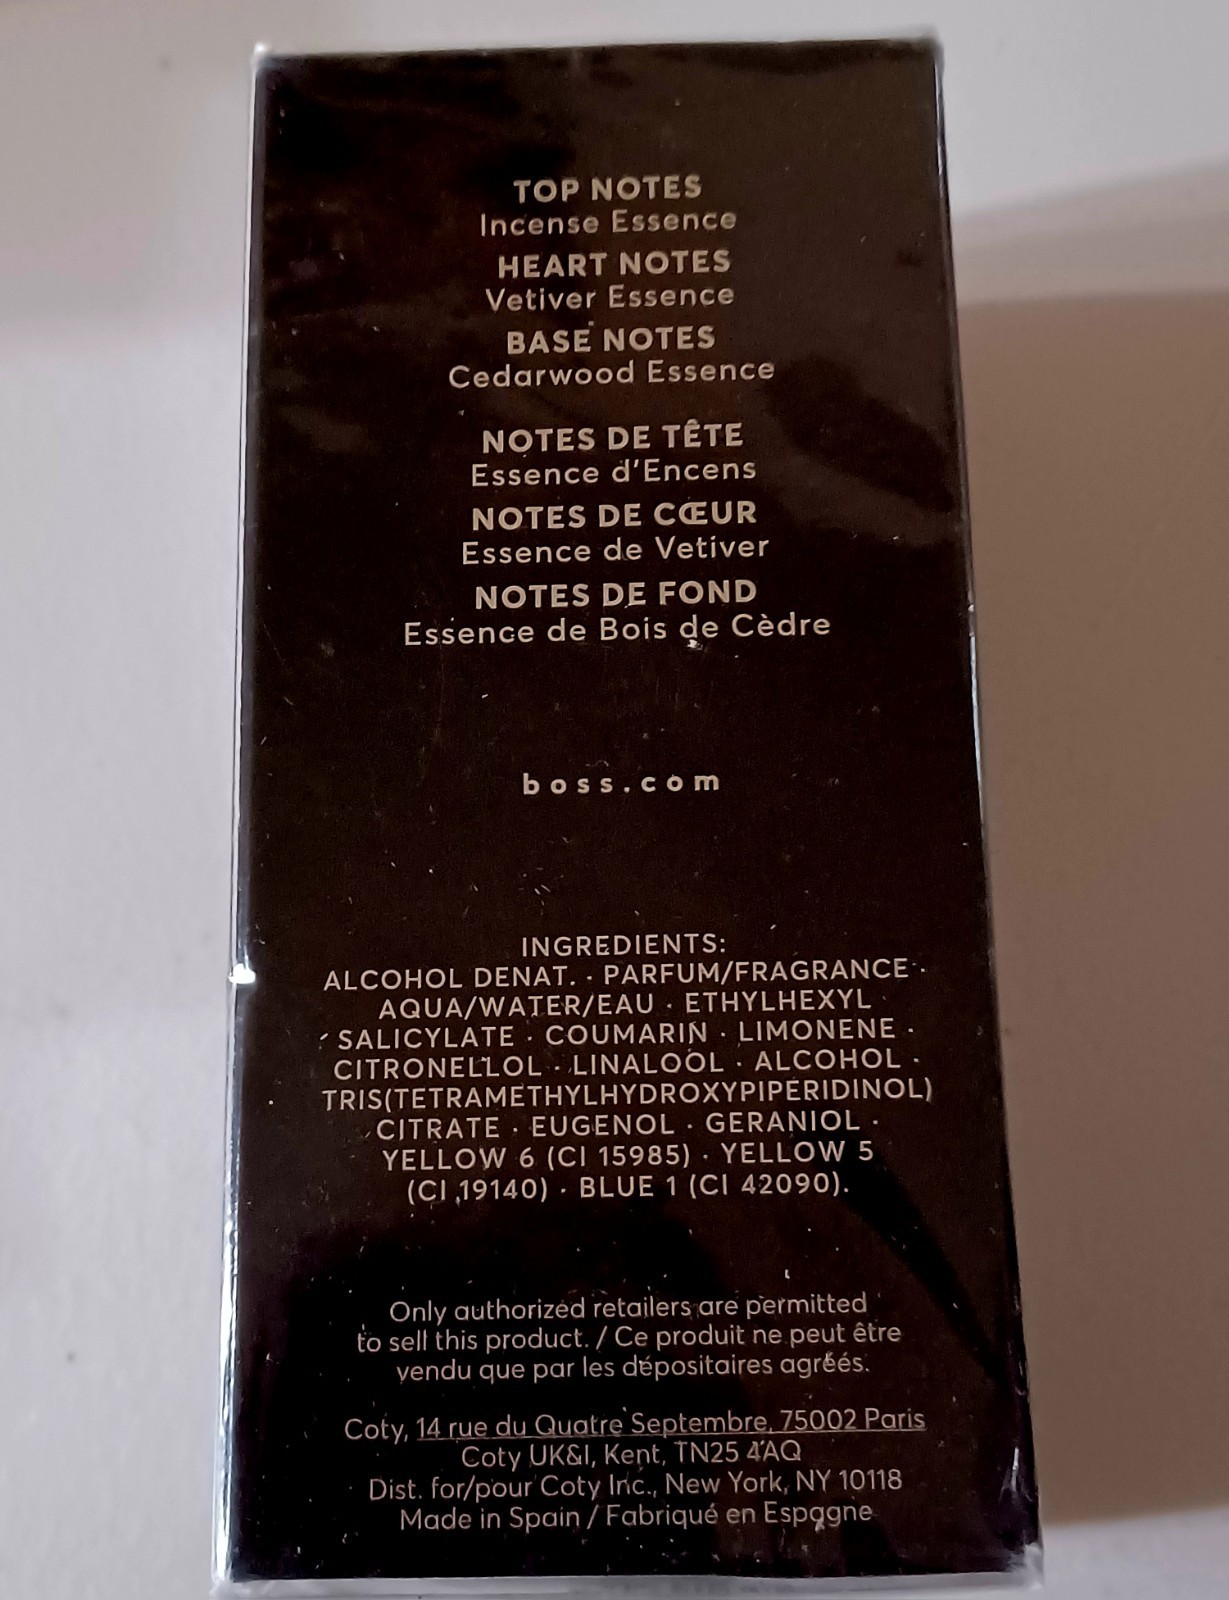 TOP NOTES
Incense Essence
HEART NOTES
Vetiver Essence
BASE NOTES
Cedarwood Essence
NOTES DE TÊTE
Essence d'Encens
NOTES DE CŒUR
Essence de Vetiver
NOTES DE FOND
Essence de Bois de Cèdre
boss.com
INGREDIENTS:
ALCOHOL DENAT. · PARFUM/FRAGRANCE ·
AQUA/WATER/EAU · ETHYLHEXYL
SALICYLATE · COUMARIN · LIMONENE ·
CITRONELLOL · LINALOOL · ALCOHOL ·
TRIS(TETRAMETHYLHYDROXYPIPERIDINOL)
CITRATE · EUGENOL · GERANIOL ·
YELLOW 6 (CI 15985) · YELLOW 5
(CI 19140) · BLUE 1 (CI 42090).
Only authorized retailers are permitted
to sell this product. / Ce produit ne peut être
vendu que par les dépositaires agréés.
Coty, 14 rue du Quatre Septembre, 75002 Paris
Coty UK&I, Kent, TN25 4AQ
Dist. for/pour Coty Inc., New York, NY 10118
Made in Spain / Fabriqué en Espagne